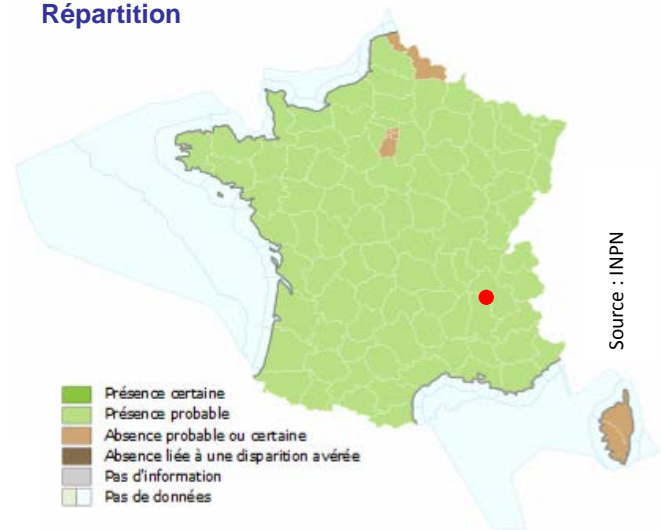 Répartition
Source : INPN
Présence certaine
Présence probable
Absence probable ou certaine
Absence liée à une disparition avérée
Pas d'information
Pas de données